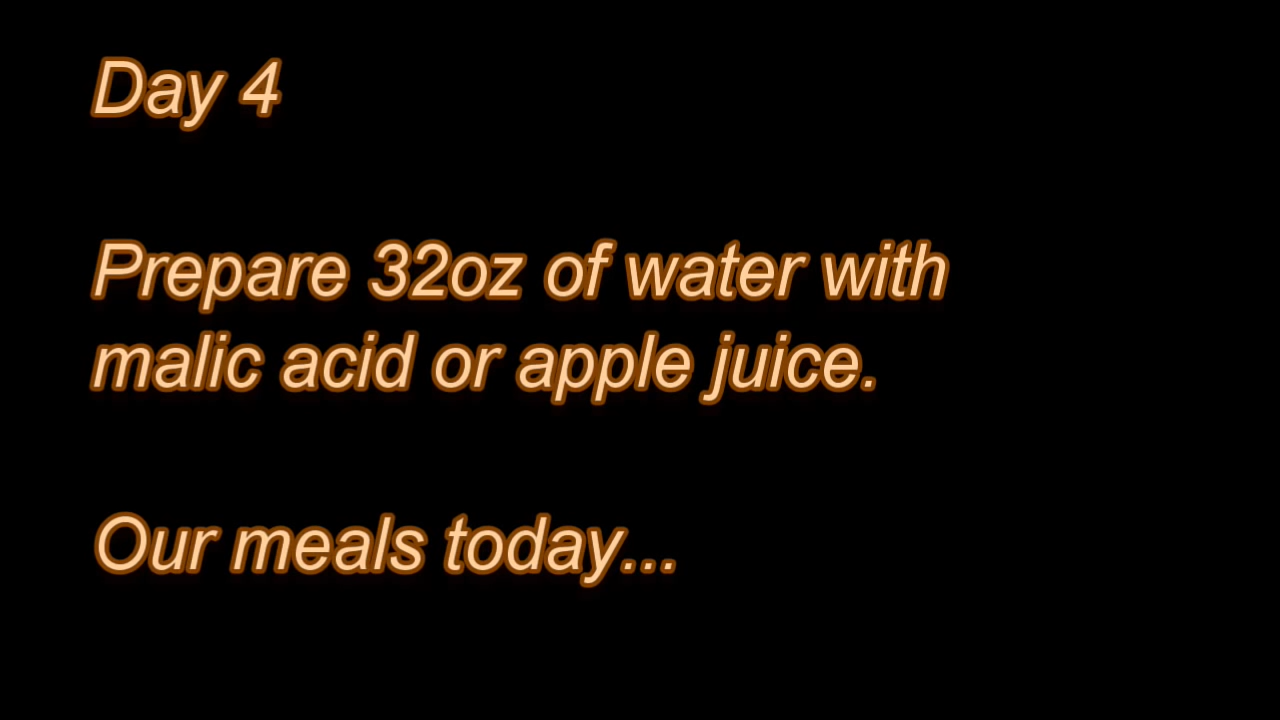 Day 4
Prepare 32oz of water with
malic acid or apple juice.
Our meals today...